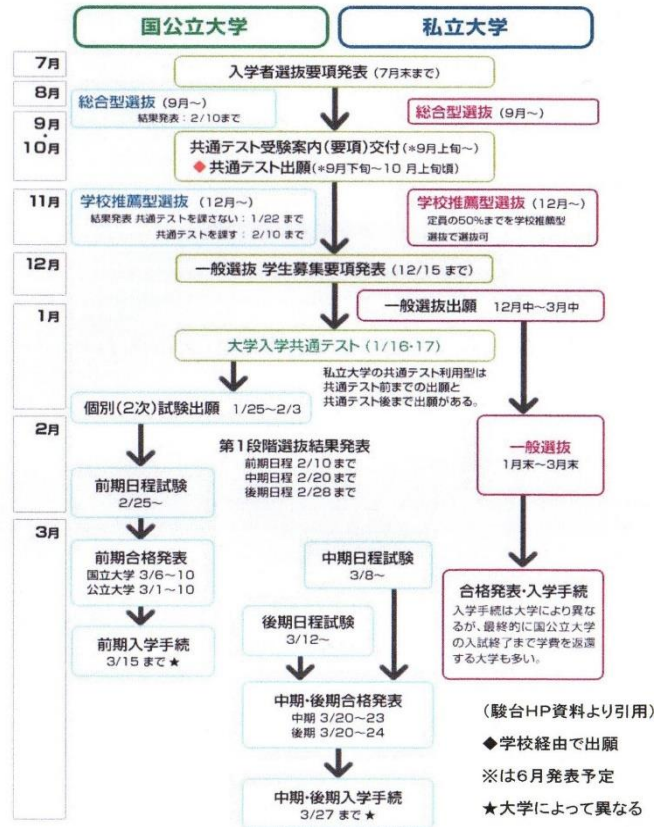 国公立大学
私立大学
7月
入学者選抜要項発表 (7月末まで)
8月
総合型選抜 (9月~)
結果発表：2/10まで
総合型選抜 (9月~)
9月
・
10月
共通テスト受験案内(要項)交付(*9月上旬~)
◆ 共通テスト出願(*9月下旬~10月上旬頃)
11月
学校推薦型選抜 (12月~)
結果発表 共通テストを課さない：1/22 まで
共通テストを課す：2/10 まで
学校推薦型選抜 (12月~)
定員の50%までを学校推薦型
選抜で選抜可
12月
一般選抜 学生募集要項発表 (12/15 まで)
一般選抜出願 12月中~3月中
1月
大学入学共通テスト (1/16・17)
私立大学の共通テスト利用型は
共通テスト前までの出願と
共通テスト後まで出願がある。
個別(2次)試験出願 1/25~2/3
2月
第1段階選抜結果発表
前期日程 2/10 まで
中期日程 2/20 まで
後期日程 2/28 まで
一般選抜
1月末~3月末
前期日程試験
2/25~
3月
前期合格発表
国立大学 3/6~10
公立大学 3/1~10
中期日程試験
3/8~
合格発表・入学手続
入学手続は大学により異な
るが、最終的に国公立大学
の入試終了まで学費を返還
する大学も多い。
後期日程試験
3/12~
前期入学手続
3/15 まで ★
中期・後期合格発表
中期 3/20~23
後期 3/20~24
(駿台HP資料より引用)
◆学校経由で出願
※は6月発表予定
中期・後期入学手続
3/27 まで ★
★大学によって異なる